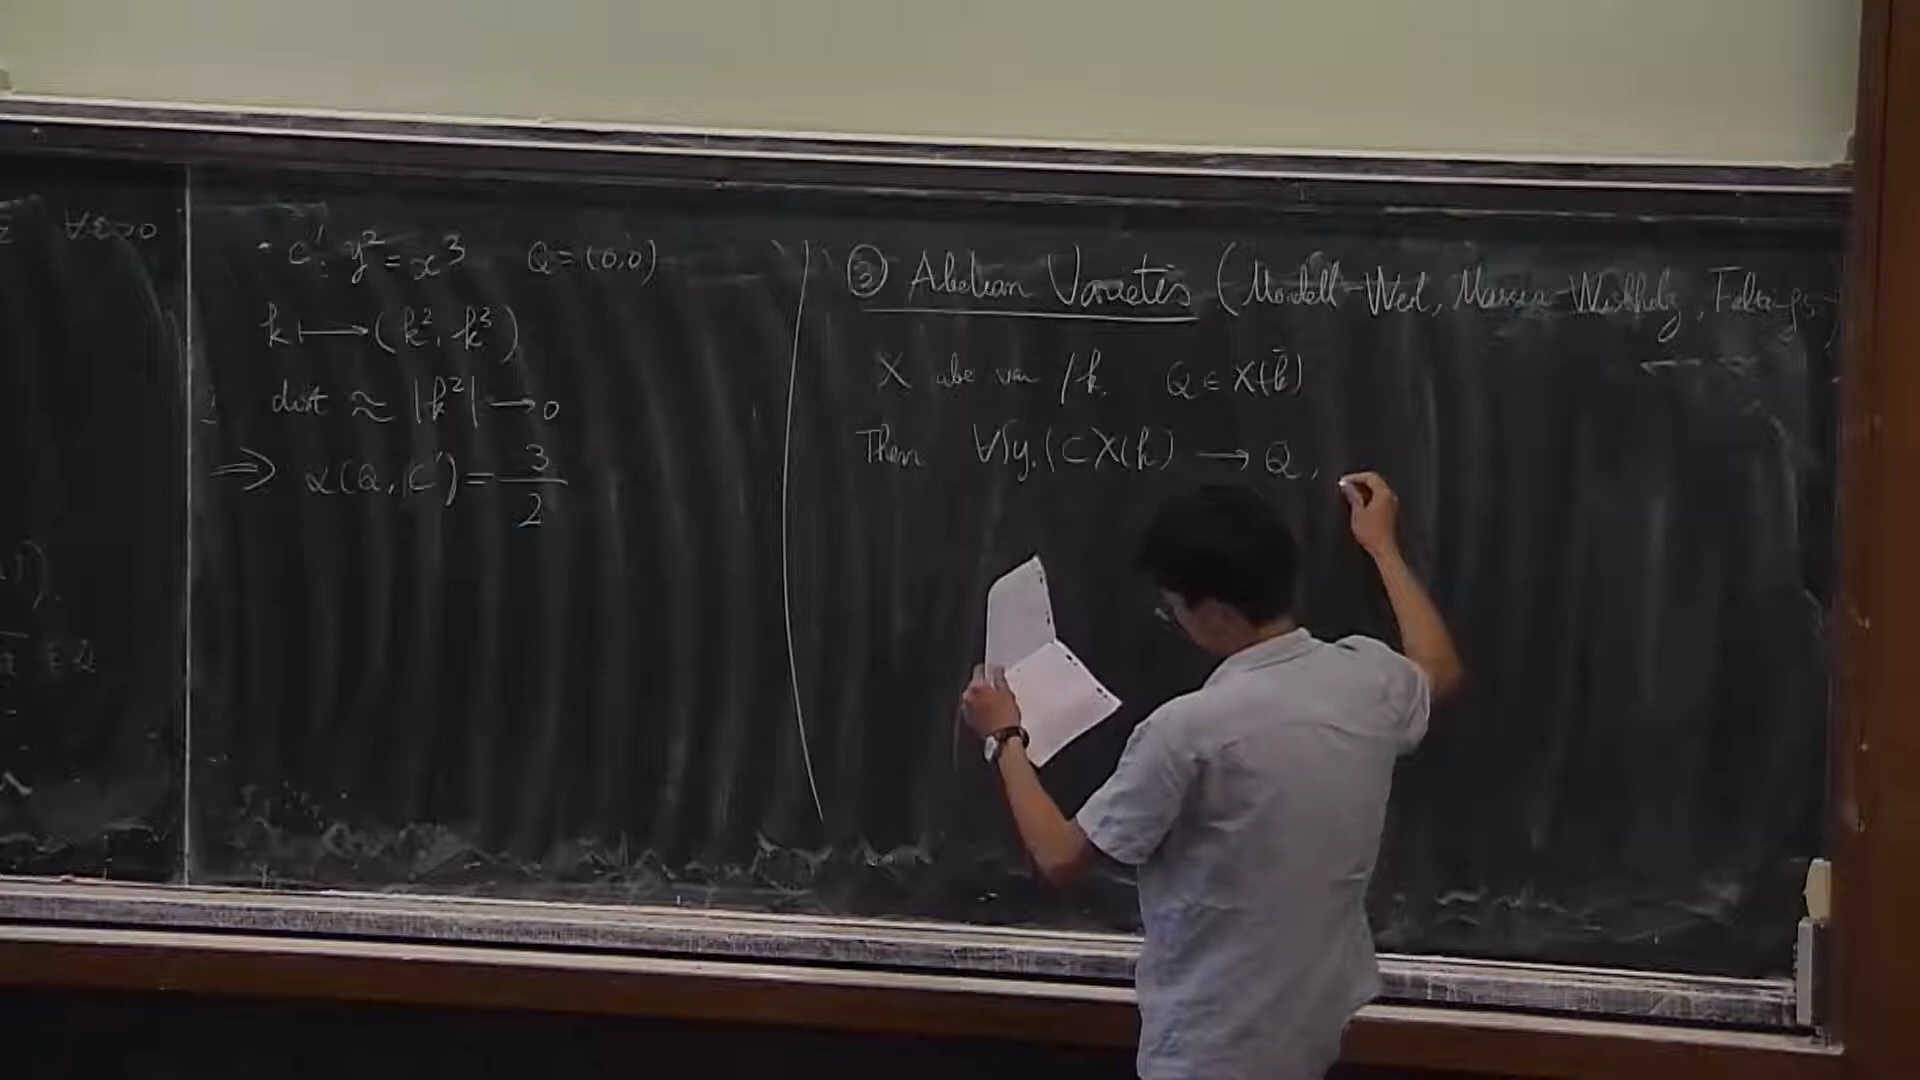 ∀ε>0
· C': y² = x³ Q = (0,0)
k ⟼ (k², k³)
dist ≈ |k²| → 0
⇒ α(Q, C') = 3/2
② Abelian Varieties (Mordell-Weil, Masser-Wüstholz, Faltings)
X abe var /k. Q ∈ X(k̄)
Then ∀{y_i} ⊂ X(k) → Q,